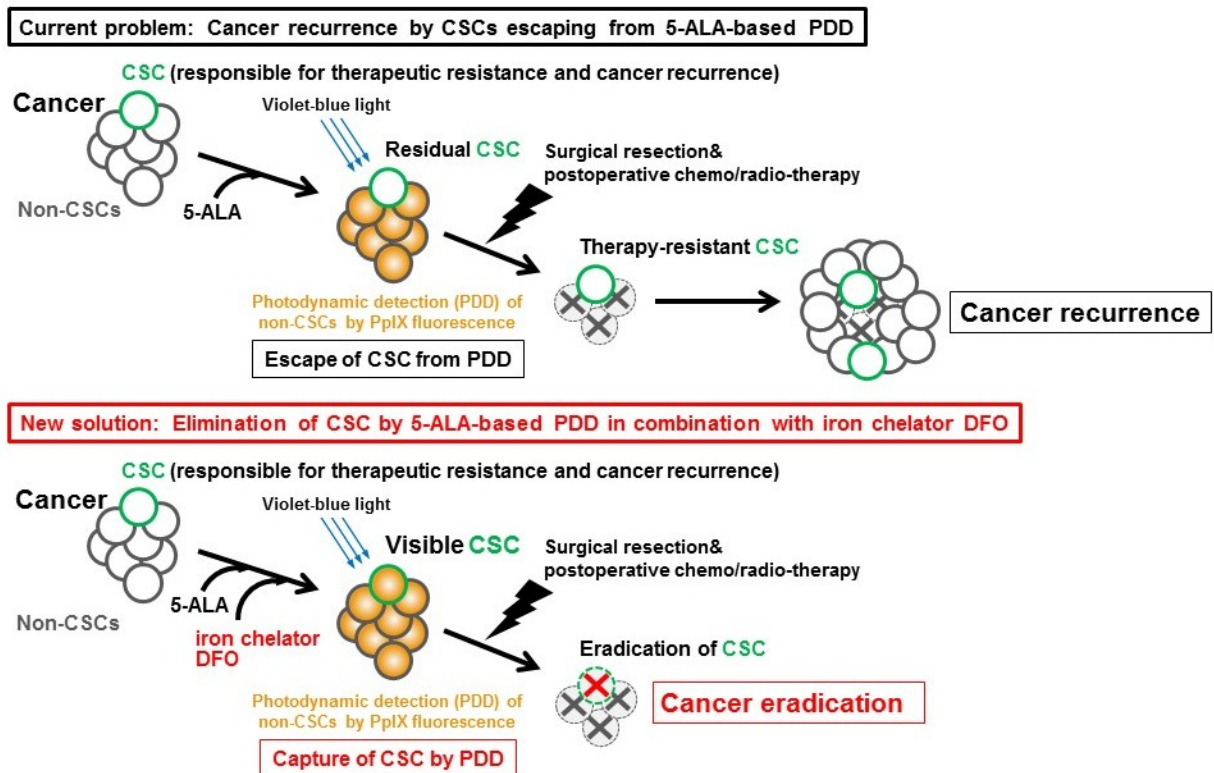 Current problem: Cancer recurrence by CSCs escaping from 5-ALA-based PDD
CSC (responsible for therapeutic resistance and cancer recurrence)
Cancer
Violet-blue light
Residual CSC
Surgical resection&
postoperative chemo/radio-therapy
Non-CSCs
5-ALA
Therapy-resistant CSC
Photodynamic detection (PDD) of
non-CSCs by PpIX fluorescence
Cancer recurrence
Escape of CSC from PDD
New solution: Elimination of CSC by 5-ALA-based PDD in combination with iron chelator DFO
CSC (responsible for therapeutic resistance and cancer recurrence)
Cancer
Violet-blue light
Visible CSC
Surgical resection&
postoperative chemo/radio-therapy
5-ALA
Non-CSCs
iron chelator
DFO
Eradication of CSC
Photodynamic detection (PDD) of
non-CSCs by PpIX fluorescence
Cancer eradication
Capture of CSC by PDD